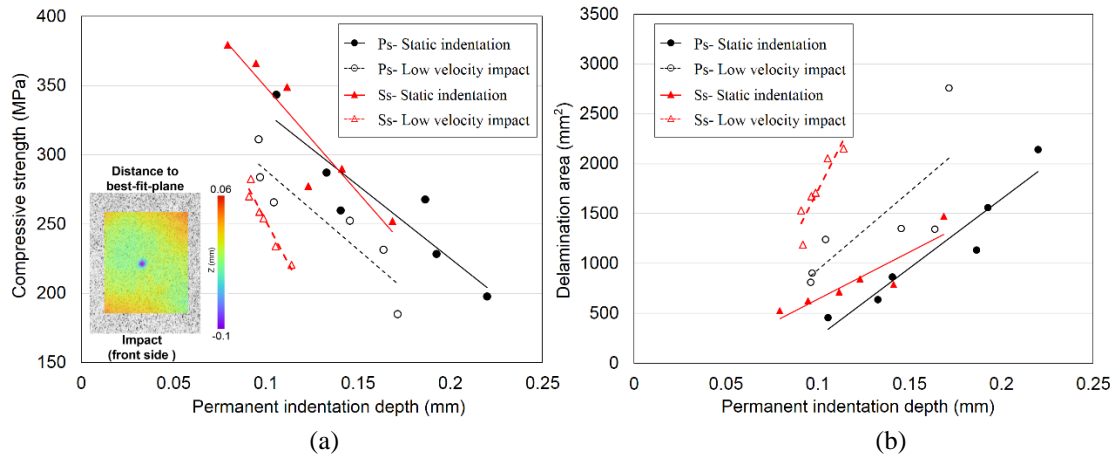 400
350
300
250
200
150
0
0.05
0.1
0.15
0.2
0.25
Compressive strength (MPa)
Permanent indentation depth (mm)
Ps- Static indentation
Ps- Low velocity impact
Ss- Static indentation
Ss- Low velocity impact
Distance to
best-fit-plane
0.06
Z (mm)
-0.1
Impact
(front side )
(a)
3500
3000
2500
2000
1500
1000
500
0
0
0.05
0.1
0.15
0.2
0.25
Delamination area (mm²)
Permanent indentation depth (mm)
Ps- Static indentation
Ps- Low velocity impact
Ss- Static indentation
Ss- Low velocity impact
(b)